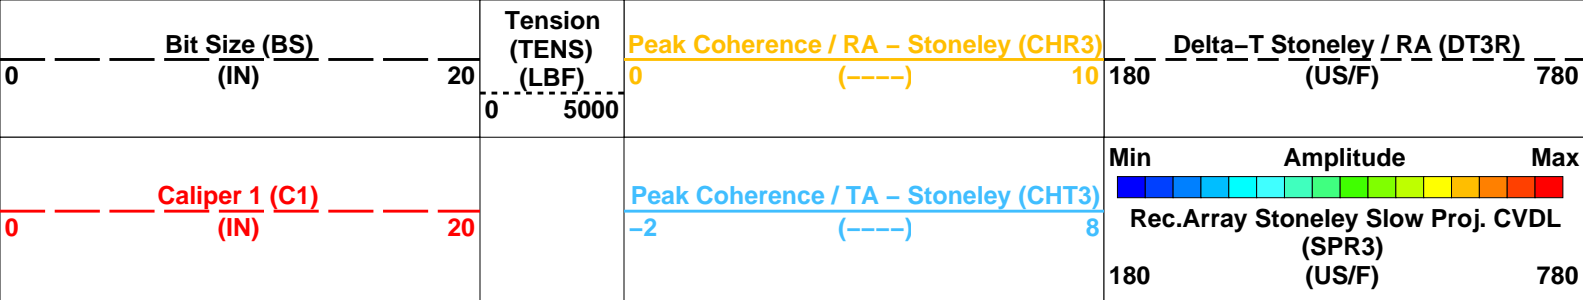 Bit Size (BS)
0 (IN) 20
Tension
(TENS)
(LBF)
0 5000
Peak Coherence / RA − Stoneley (CHR3)
0 (−−−−) 10
Delta−T Stoneley / RA (DT3R)
180 (US/F) 780
Caliper 1 (C1)
0 (IN) 20
Peak Coherence / TA − Stoneley (CHT3)
−2 (−−−−) 8
Min Amplitude Max
Rec.Array Stoneley Slow Proj. CVDL
(SPR3)
180 (US/F) 780